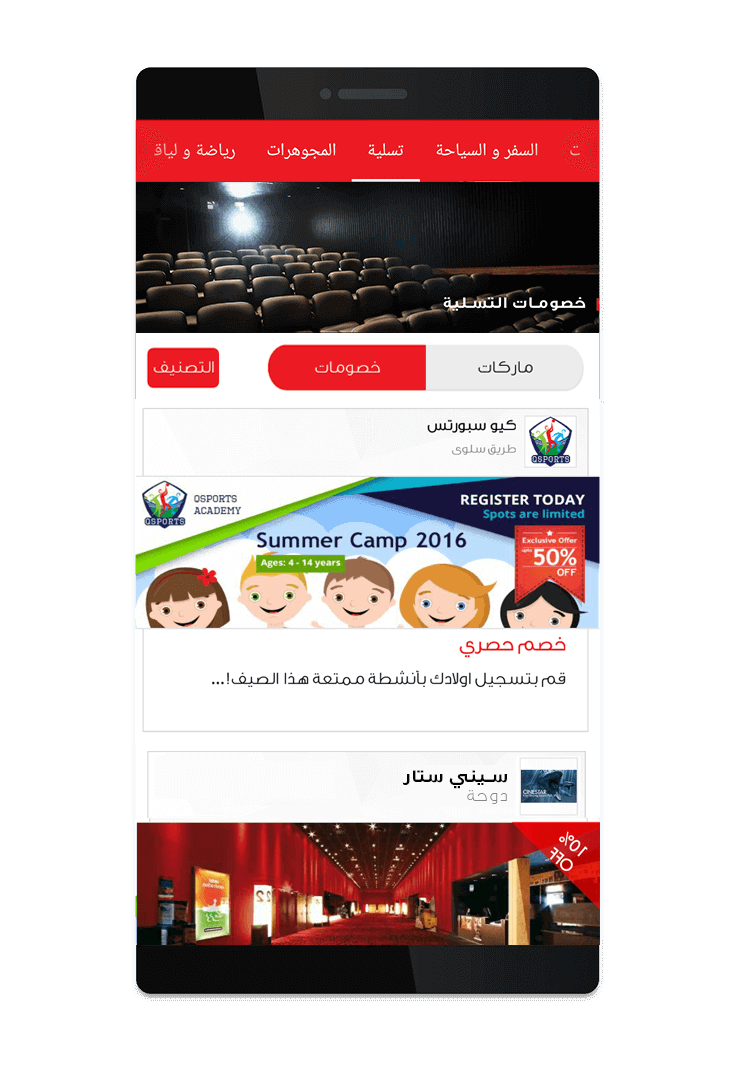 السفر و السياحة
تسلية
المجوهرات
رياضة و لياق
خصومات التسلية
ماركات
خصومات
التصنيف
كيو سبورتس
طريق سلوى
QSPORTS
QSPORTS
ACADEMY
QSPORTS
REGISTER TODAY
Spots are limited
Summer Camp 2016
Ages: 4 - 14 years
Exclusive Offer
upto 50%
OFF
خصم حصري
قم بتسجيل اولادك بأنشطة ممتعة هذا الصيف!...
سيني ستار
دوحة
CINESTAR
10%
OFF